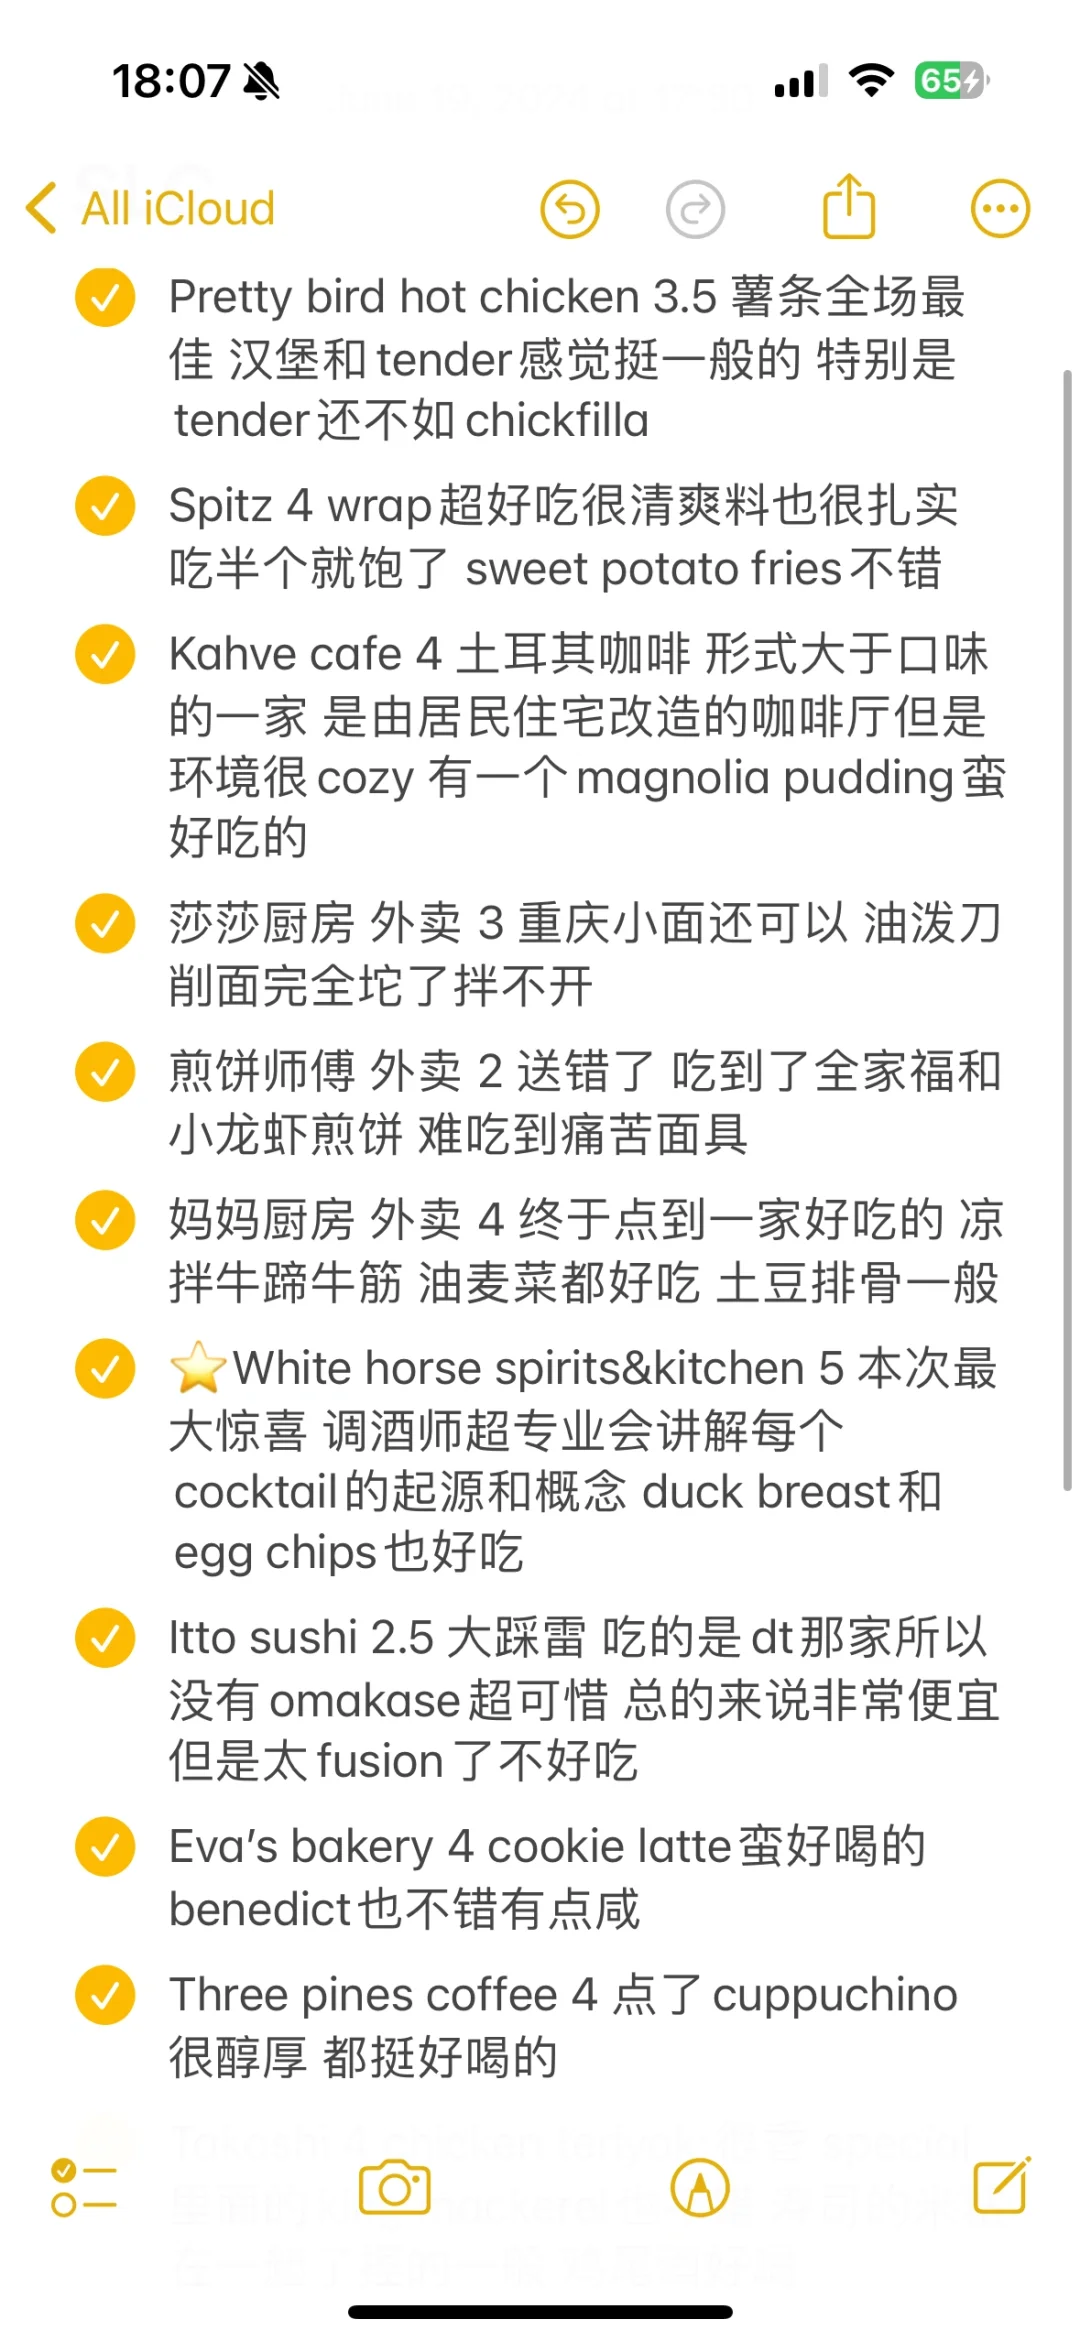 18:07
65
All iCloud
Pretty bird hot chicken 3.5 薯条全场最
佳 汉堡和tender感觉挺一般的 特别是
tender还不如chickfilla
Spitz 4 wrap超好吃很清爽料也很扎实
吃半个就饱了 sweet potato fries不错
Kahve cafe 4 土耳其咖啡 形式大于口味
的一家 是由居民住宅改造的咖啡厅但是
环境很cozy 有一个magnolia pudding蛮
好吃的
莎莎厨房 外卖 3 重庆小面还可以 油泼刀
削面完全坨了拌不开
煎饼师傅 外卖 2 送错了 吃到了全家福和
小龙虾煎饼 难吃到痛苦面具
妈妈厨房 外卖 4 终于点到一家好吃的 凉
拌牛蹄牛筋 油麦菜都好吃 土豆排骨一般
⭐White horse spirits&kitchen 5 本次最
大惊喜 调酒师超专业会讲解每个
cocktail的起源和概念 duck breast和
egg chips也好吃
Itto sushi 2.5 大踩雷 吃的是dt那家所以
没有omakase超可惜 总的来说非常便宜
但是太fusion了不好吃
Eva’s bakery 4 cookie latte蛮好喝的
benedict也不错有点咸
Three pines coffee 4 点了cuppuchino
很醇厚 都挺好喝的